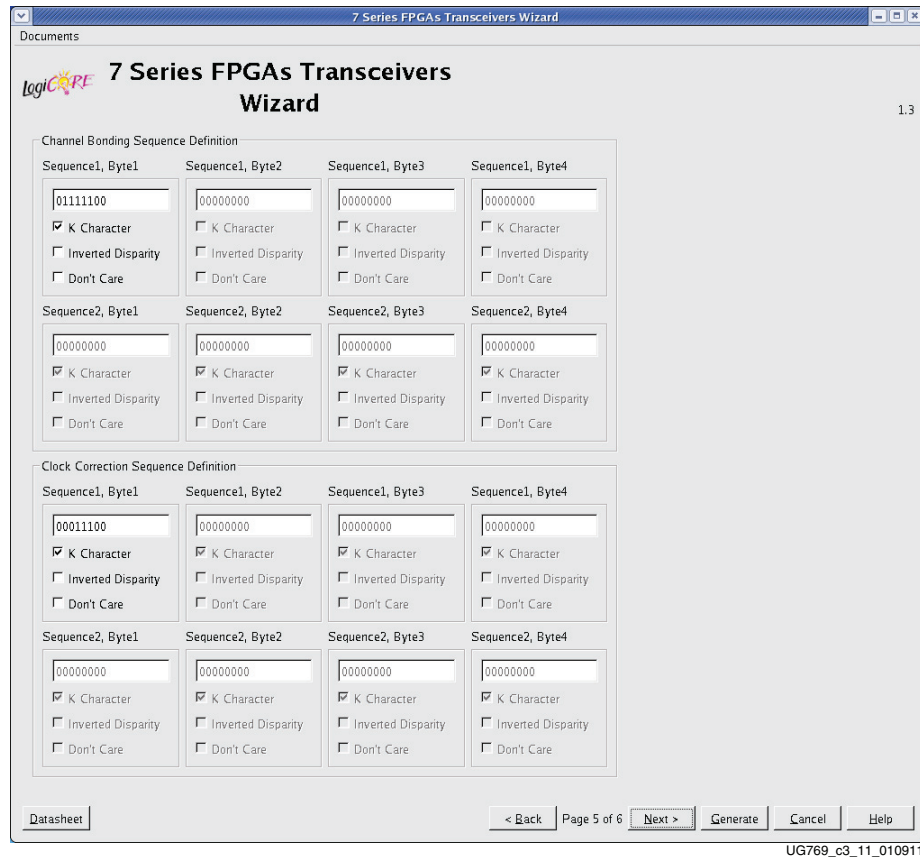 7 Series FPGAs Transceivers Wizard
Documents
LogiCORE 7 Series FPGAs Transceivers
Wizard
1.3
Channel Bonding Sequence Definition
Sequence1, Byte1 Sequence1, Byte2 Sequence1, Byte3 Sequence1, Byte4
01111100 00000000 00000000 00000000
K Character K Character K Character K Character
Inverted Disparity Inverted Disparity Inverted Disparity Inverted Disparity
Don't Care Don't Care Don't Care Don't Care
Sequence2, Byte1 Sequence2, Byte2 Sequence2, Byte3 Sequence2, Byte4
00000000 00000000 00000000 00000000
K Character K Character K Character K Character
Inverted Disparity Inverted Disparity Inverted Disparity Inverted Disparity
Don't Care Don't Care Don't Care Don't Care
Clock Correction Sequence Definition
Sequence1, Byte1 Sequence1, Byte2 Sequence1, Byte3 Sequence1, Byte4
00011100 00000000 00000000 00000000
K Character K Character K Character K Character
Inverted Disparity Inverted Disparity Inverted Disparity Inverted Disparity
Don't Care Don't Care Don't Care Don't Care
Sequence2, Byte1 Sequence2, Byte2 Sequence2, Byte3 Sequence2, Byte4
00000000 00000000 00000000 00000000
K Character K Character K Character K Character
Inverted Disparity Inverted Disparity Inverted Disparity Inverted Disparity
Don't Care Don't Care Don't Care Don't Care
Datasheet < Back Page 5 of 6 Next > Generate Cancel Help
UG769_c3_11_010911